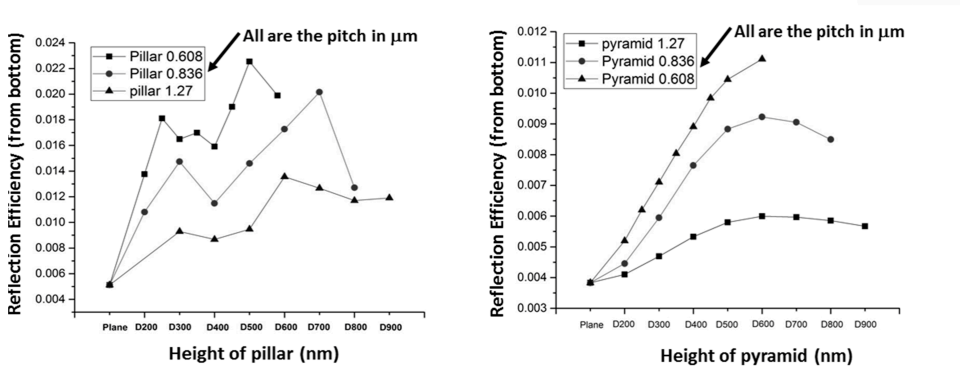 All are the pitch in μm
Pillar 0.608
Pillar 0.836
pillar 1.27
Reflection Efficiency (from bottom)
0.024
0.022
0.020
0.018
0.016
0.014
0.012
0.010
0.008
0.006
0.004
Plane D200 D300 D400 D500 D600 D700 D800 D900
Height of pillar (nm)
All are the pitch in μm
pyramid 1.27
Pyramid 0.836
Pyramid 0.608
Reflection Efficiency (from bottom)
0.012
0.011
0.010
0.009
0.008
0.007
0.006
0.005
0.004
0.003
Plane D200 D300 D400 D500 D600 D700 D800 D900
Height of pyramid (nm)